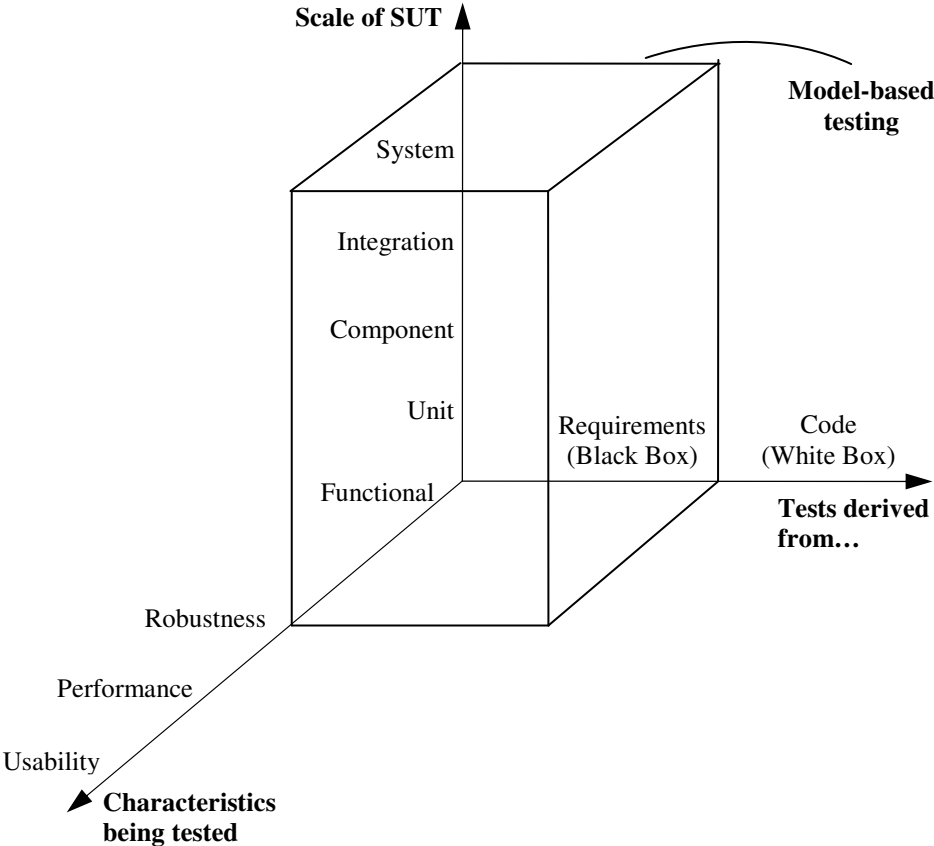 Scale of SUT
Model-based
testing
System
Integration
Component
Unit
Requirements
(Black Box)
Code
(White Box)
Functional
Tests derived
from…
Robustness
Performance
Usability
Characteristics
being tested